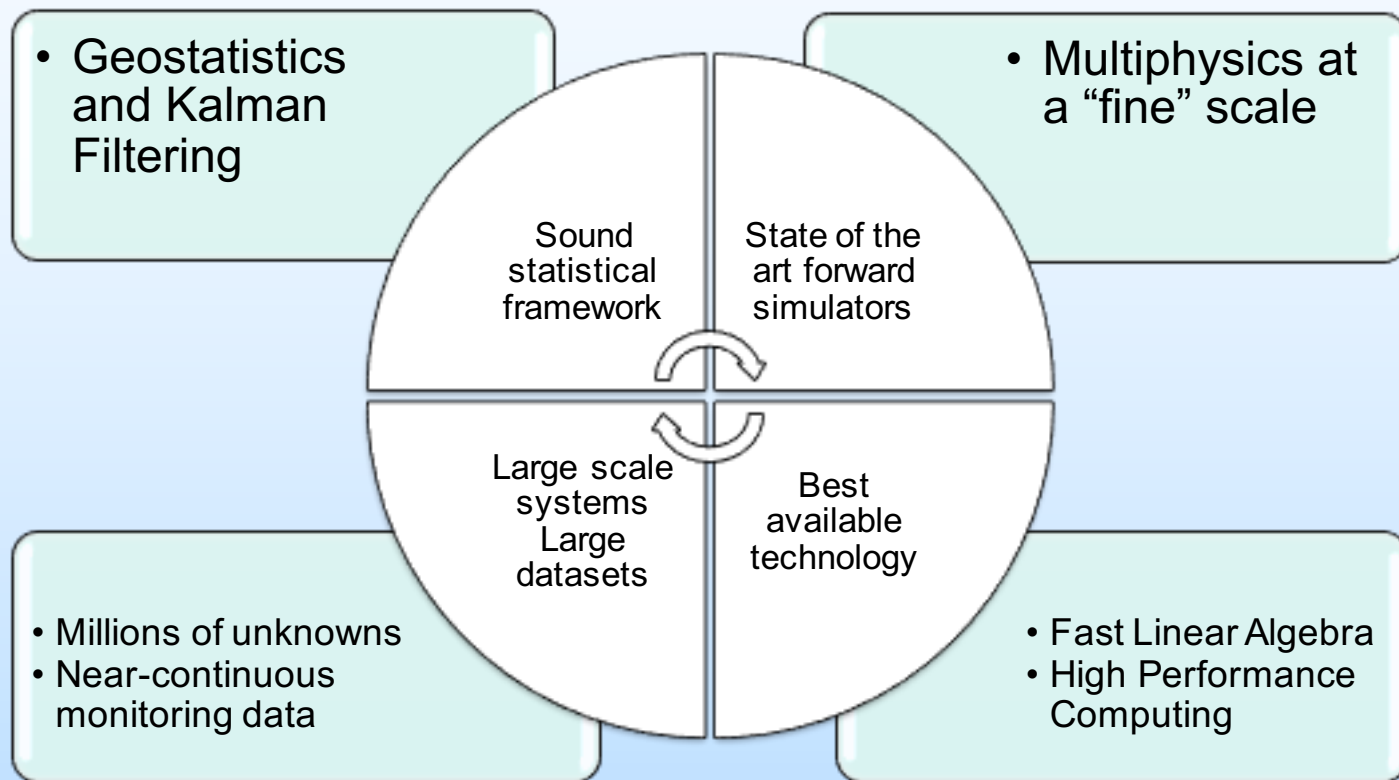 • Geostatistics
and Kalman
Filtering
• Multiphysics at
a “fine” scale
Sound
statistical
framework
State of the
art forward
simulators
Large scale
systems
Large
datasets
Best
available
technology
• Millions of unknowns
• Near-continuous
monitoring data
• Fast Linear Algebra
• High Performance
Computing